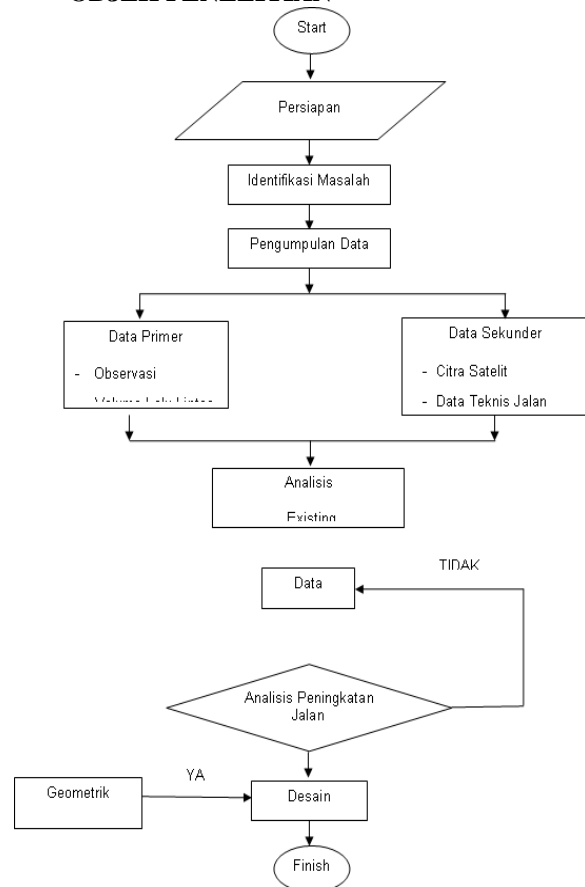 Start
Persiapan
Identifikasi Masalah
Pengumpulan Data
Data Primer
- Observasi
Data Sekunder
- Citra Satelit
- Data Teknis Jalan
Analisis
Existing
TIDAK
Data
Analisis Peningkatan
Jalan
YA
Geometrik
Desain
Finish